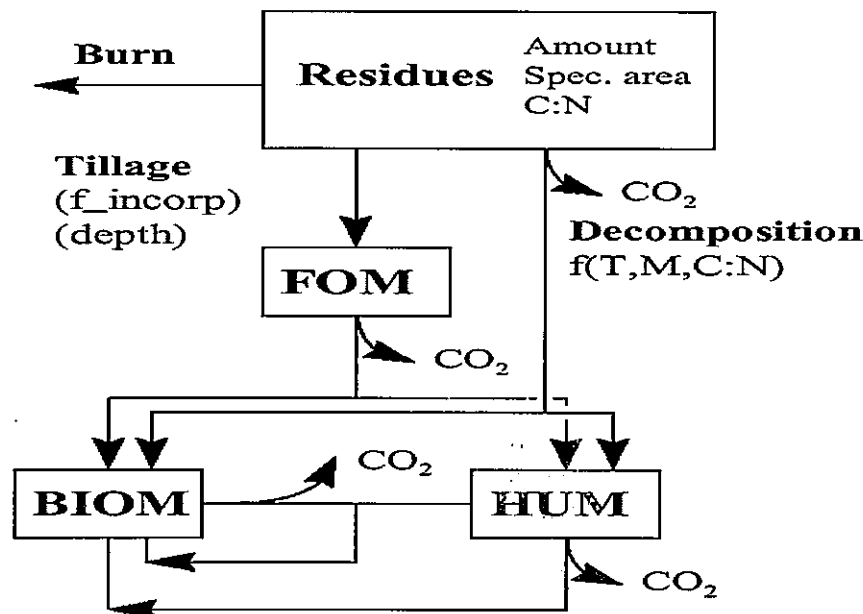 Burn
Residues
Amount
Spec. area
C:N
Tillage
(f_incorp)
(depth)
CO₂
Decomposition
f(T,M,C:N)
FOM
CO₂
CO₂
BIOM
HUM
CO₂